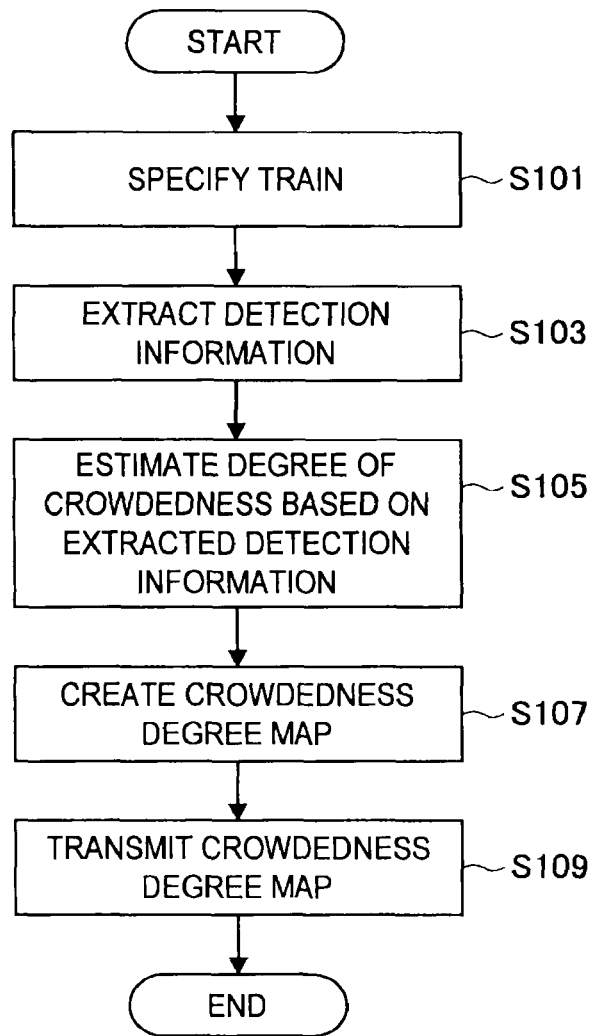 START
SPECIFY TRAIN
S101
EXTRACT DETECTION
INFORMATION
S103
ESTIMATE DEGREE OF
CROWDEDNESS BASED ON
EXTRACTED DETECTION
INFORMATION
S105
CREATE CROWDEDNESS
DEGREE MAP
S107
TRANSMIT CROWDEDNESS
DEGREE MAP
S109
END